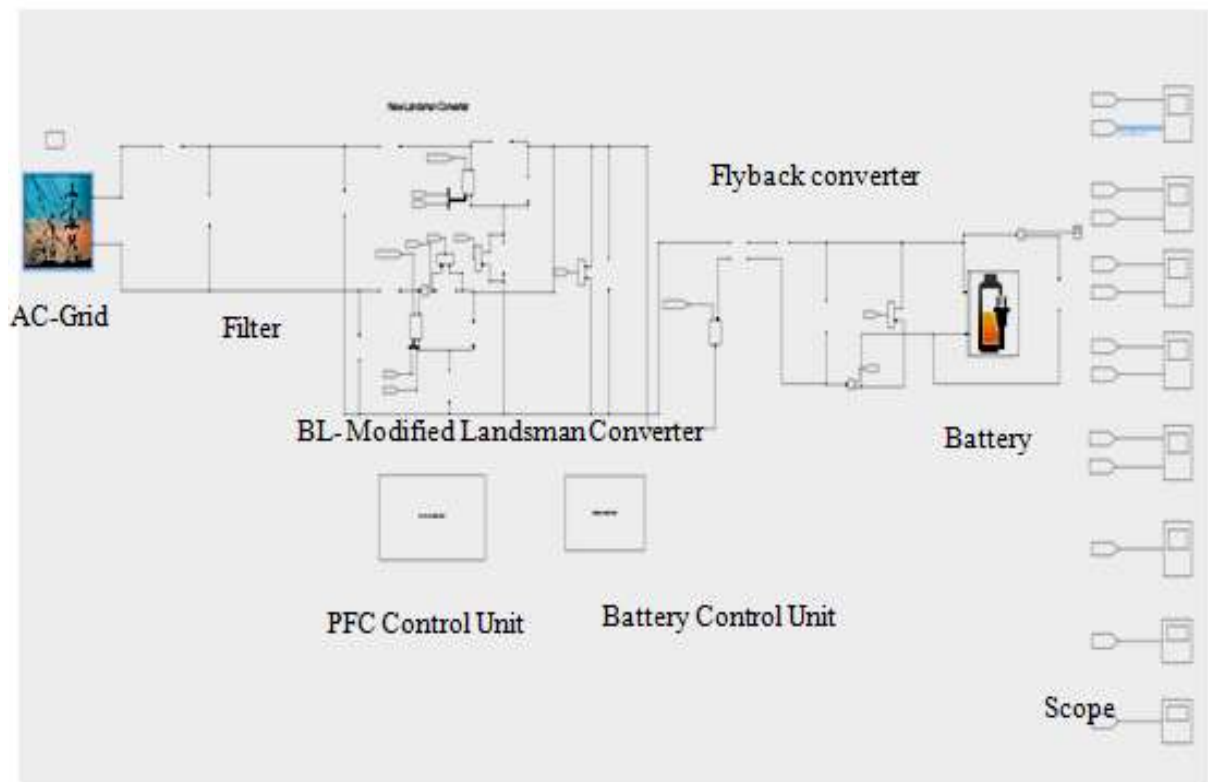 Flyback converter
AC-Grid
Filter
BL- Modified Landsman Converter
Battery
PFC Control Unit
Battery Control Unit
Scope